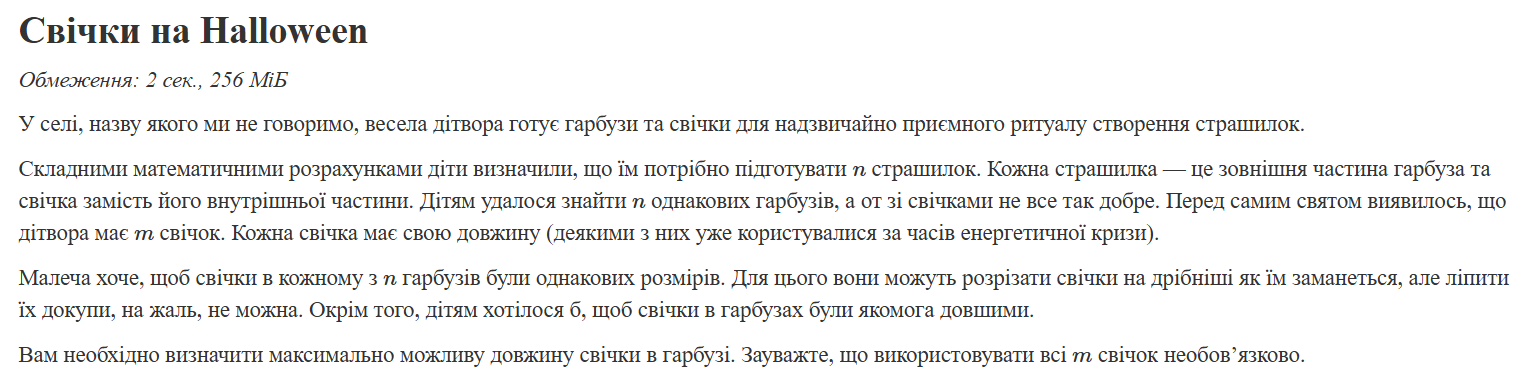 Свічки на Halloween
Обмеження: 2 сек., 256 МіБ
У селі, назву якого ми не говоримо, весела дітвора готує гарбузи та свічки для надзвичайно приємного ритуалу створення страшилок.
Складними математичними розрахунками діти визначили, що їм потрібно підготувати n страшилок. Кожна страшилка — це зовнішня частина гарбуза та
свічка замість його внутрішньої частини. Дітям удалося знайти n однакових гарбузів, а от зі свічками не все так добре. Перед самим святом виявилось, що
дітвора має m свічок. Кожна свічка має свою довжину (деякими з них уже користувалися за часів енергетичної кризи).
Малеча хоче, щоб свічки в кожному з n гарбузів були однакових розмірів. Для цього вони можуть розрізати свічки на дрібніші як їм заманеться, але ліпити
їх докупи, на жаль, не можна. Окрім того, дітям хотілося б, щоб свічки в гарбузах були якомога довшими.
Вам необхідно визначити максимально можливу довжину свічки в гарбузі. Зауважте, що використовувати всі m свічок необов’язково.